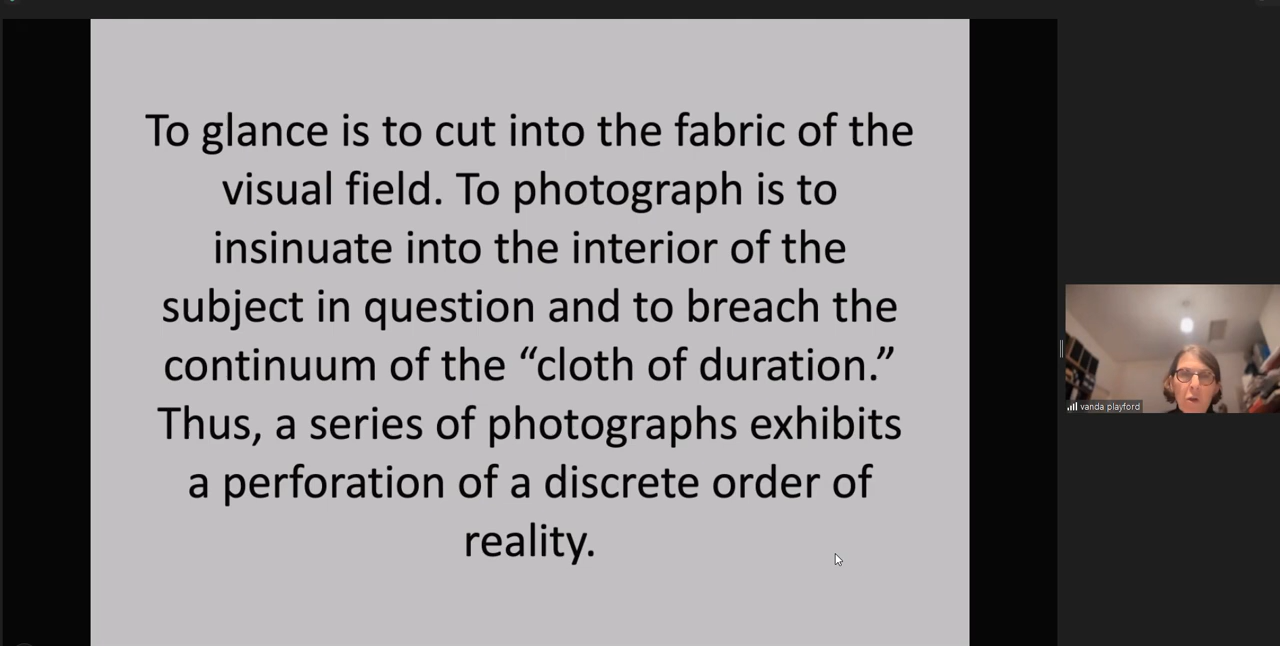 To glance is to cut into the fabric of the
visual field. To photograph is to
insinuate into the interior of the
subject in question and to breach the
continuum of the “cloth of duration.”
Thus, a series of photographs exhibits
a perforation of a discrete order of
reality.
vanda playford